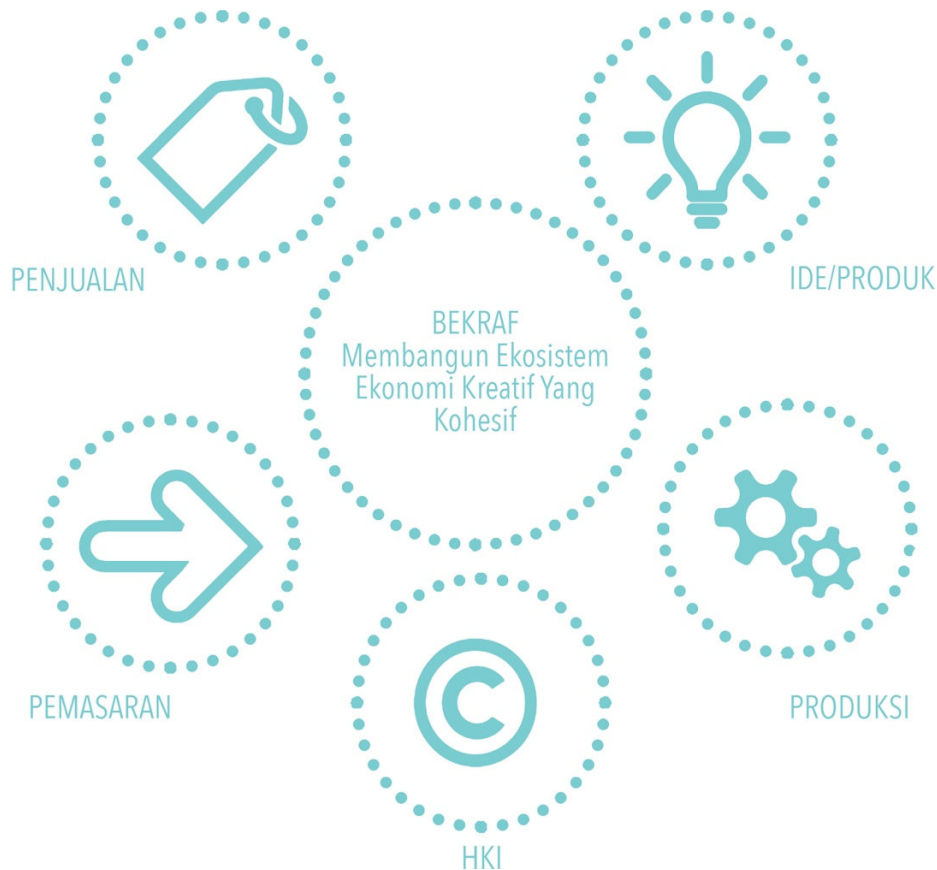 PENJUALAN
IDE/PRODUK
BEKRAF
Membangun Ekosistem
Ekonomi Kreatif Yang
Kohesif
PEMASARAN
PRODUKSI
HKI